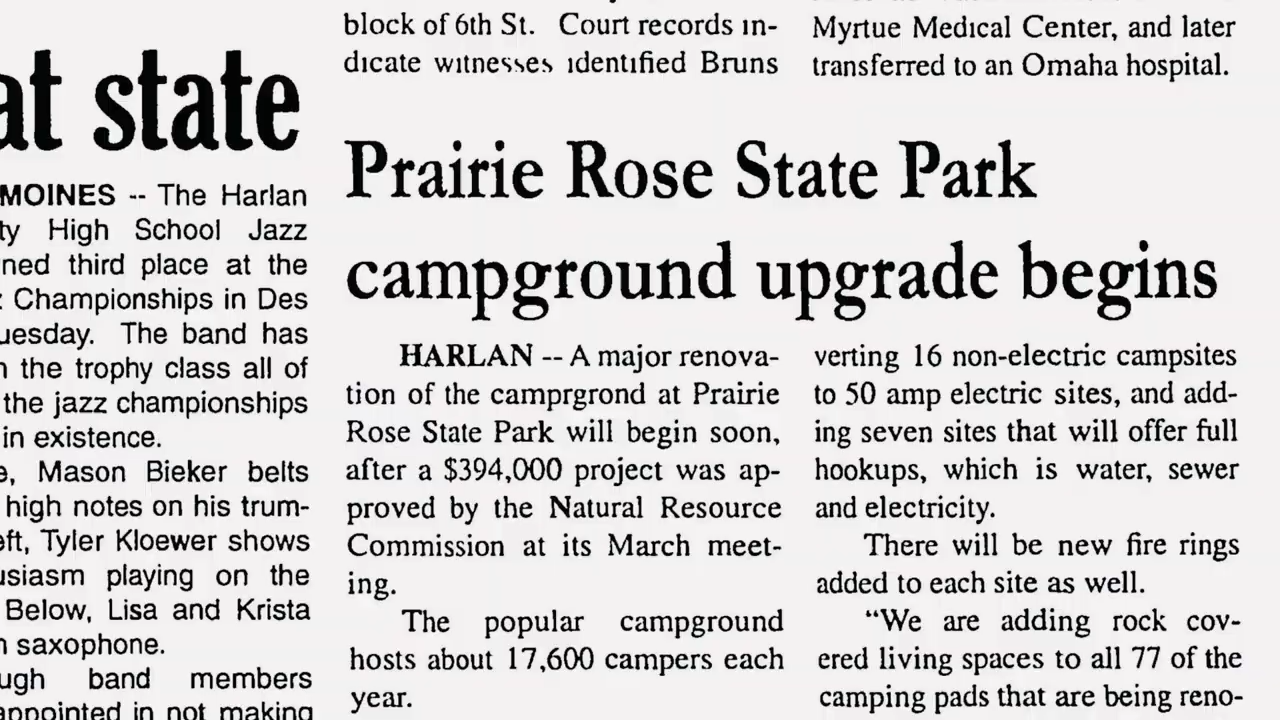 block of 6th St. Court records in-
dicate witnesses identified Bruns
Myrtue Medical Center, and later
transferred to an Omaha hospital.
at state
MOINES -- The Harlan
ty High School Jazz
ned third place at the
z Championships in Des
uesday. The band has
n the trophy class all of
the jazz championships
in existence.
e, Mason Bieker belts
high notes on his trum-
eft, Tyler Kloewer shows
usiasm playing on the
Below, Lisa and Krista
n saxophone.
ugh band members
appointed in not making
Prairie Rose State Park
campground upgrade begins
HARLAN -- A major renova-
tion of the camprgrond at Prairie
Rose State Park will begin soon,
after a $394,000 project was ap-
proved by the Natural Resource
Commission at its March meet-
ing.
The popular campground
hosts about 17,600 campers each
year.
verting 16 non-electric campsites
to 50 amp electric sites, and add-
ing seven sites that will offer full
hookups, which is water, sewer
and electricity.
There will be new fire rings
added to each site as well.
“We are adding rock cov-
ered living spaces to all 77 of the
camping pads that are being reno-